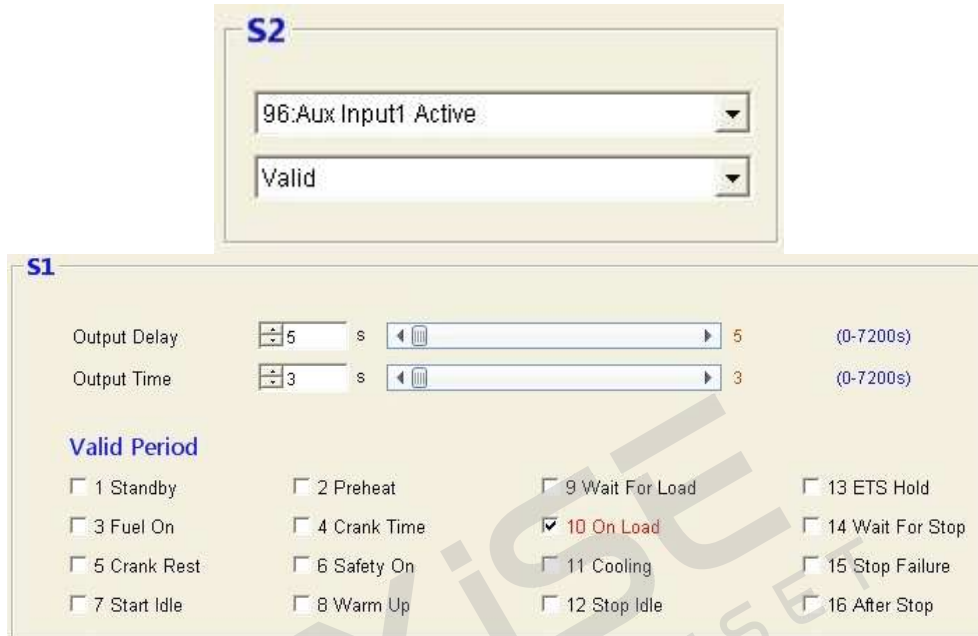 S2
96:Aux Input1 Active
Valid
S1
Output Delay 5 s 5 (0-7200s)
Output Time 3 s 3 (0-7200s)
Valid Period
1 Standby 2 Preheat 9 Wait For Load 13 ETS Hold
3 Fuel On 4 Crank Time 10 On Load 14 Wait For Stop
5 Crank Rest 6 Safety On 11 Cooling 15 Stop Failure
7 Start Idle 8 Warm Up 12 Stop Idle 16 After Stop